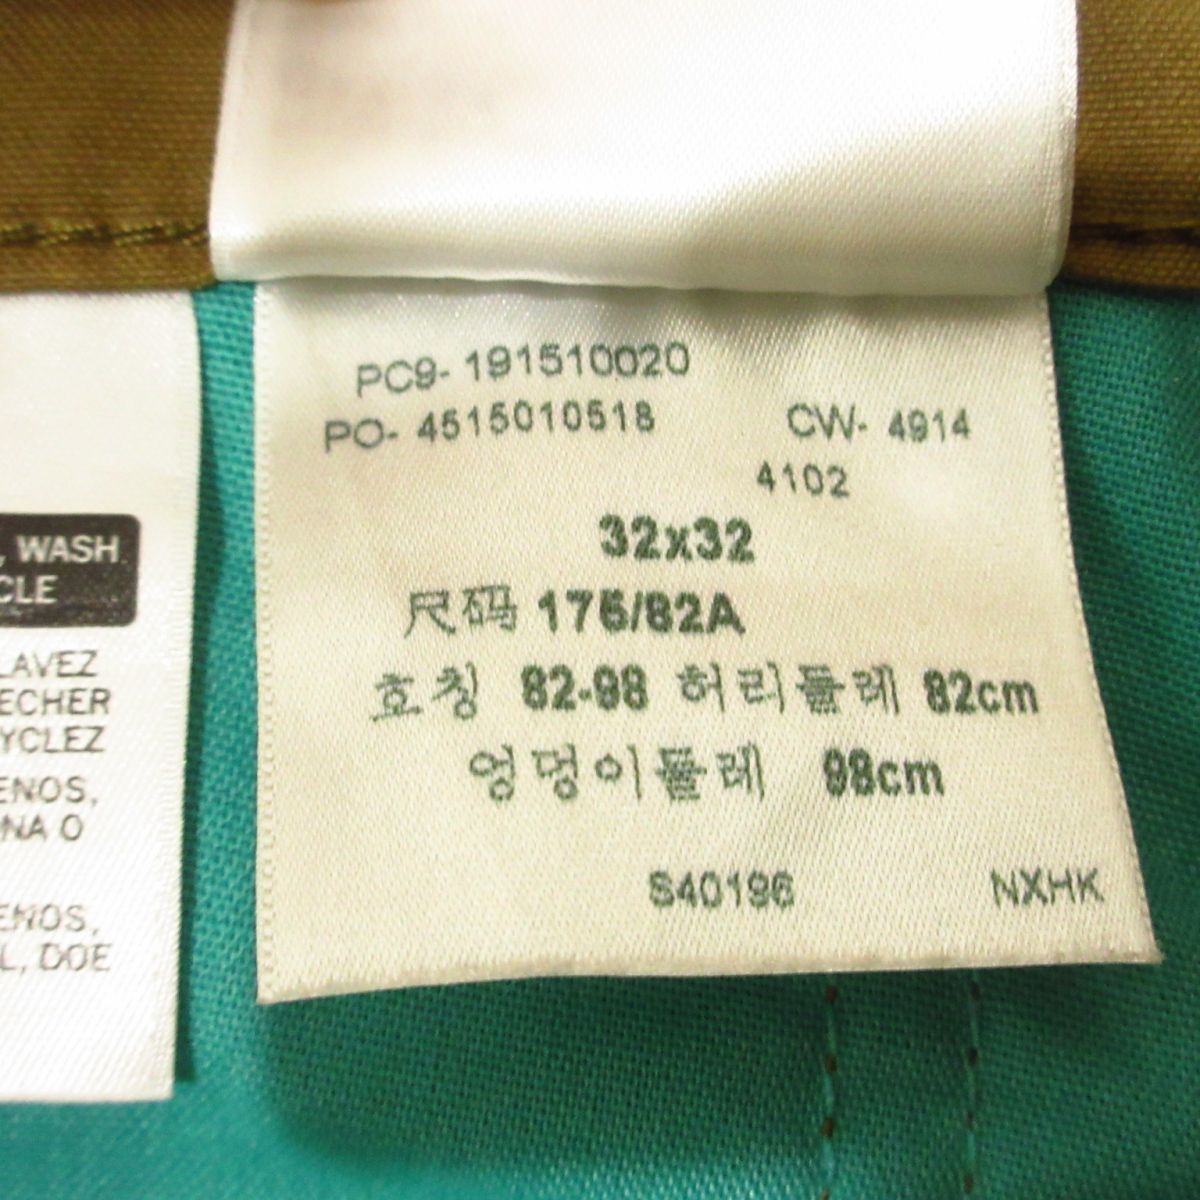 PC9- 191510020
PO- 4515010518 CW- 4914
4102
32x32
尺码 175/82A
호칭 82-98 허리둘레 82cm
엉덩이둘레 98cm
S40196 NXHK
, WASH
CLE
LAVEZ
ECHER
YCLEZ
ENOS,
NA O
ENOS,
L, DOE